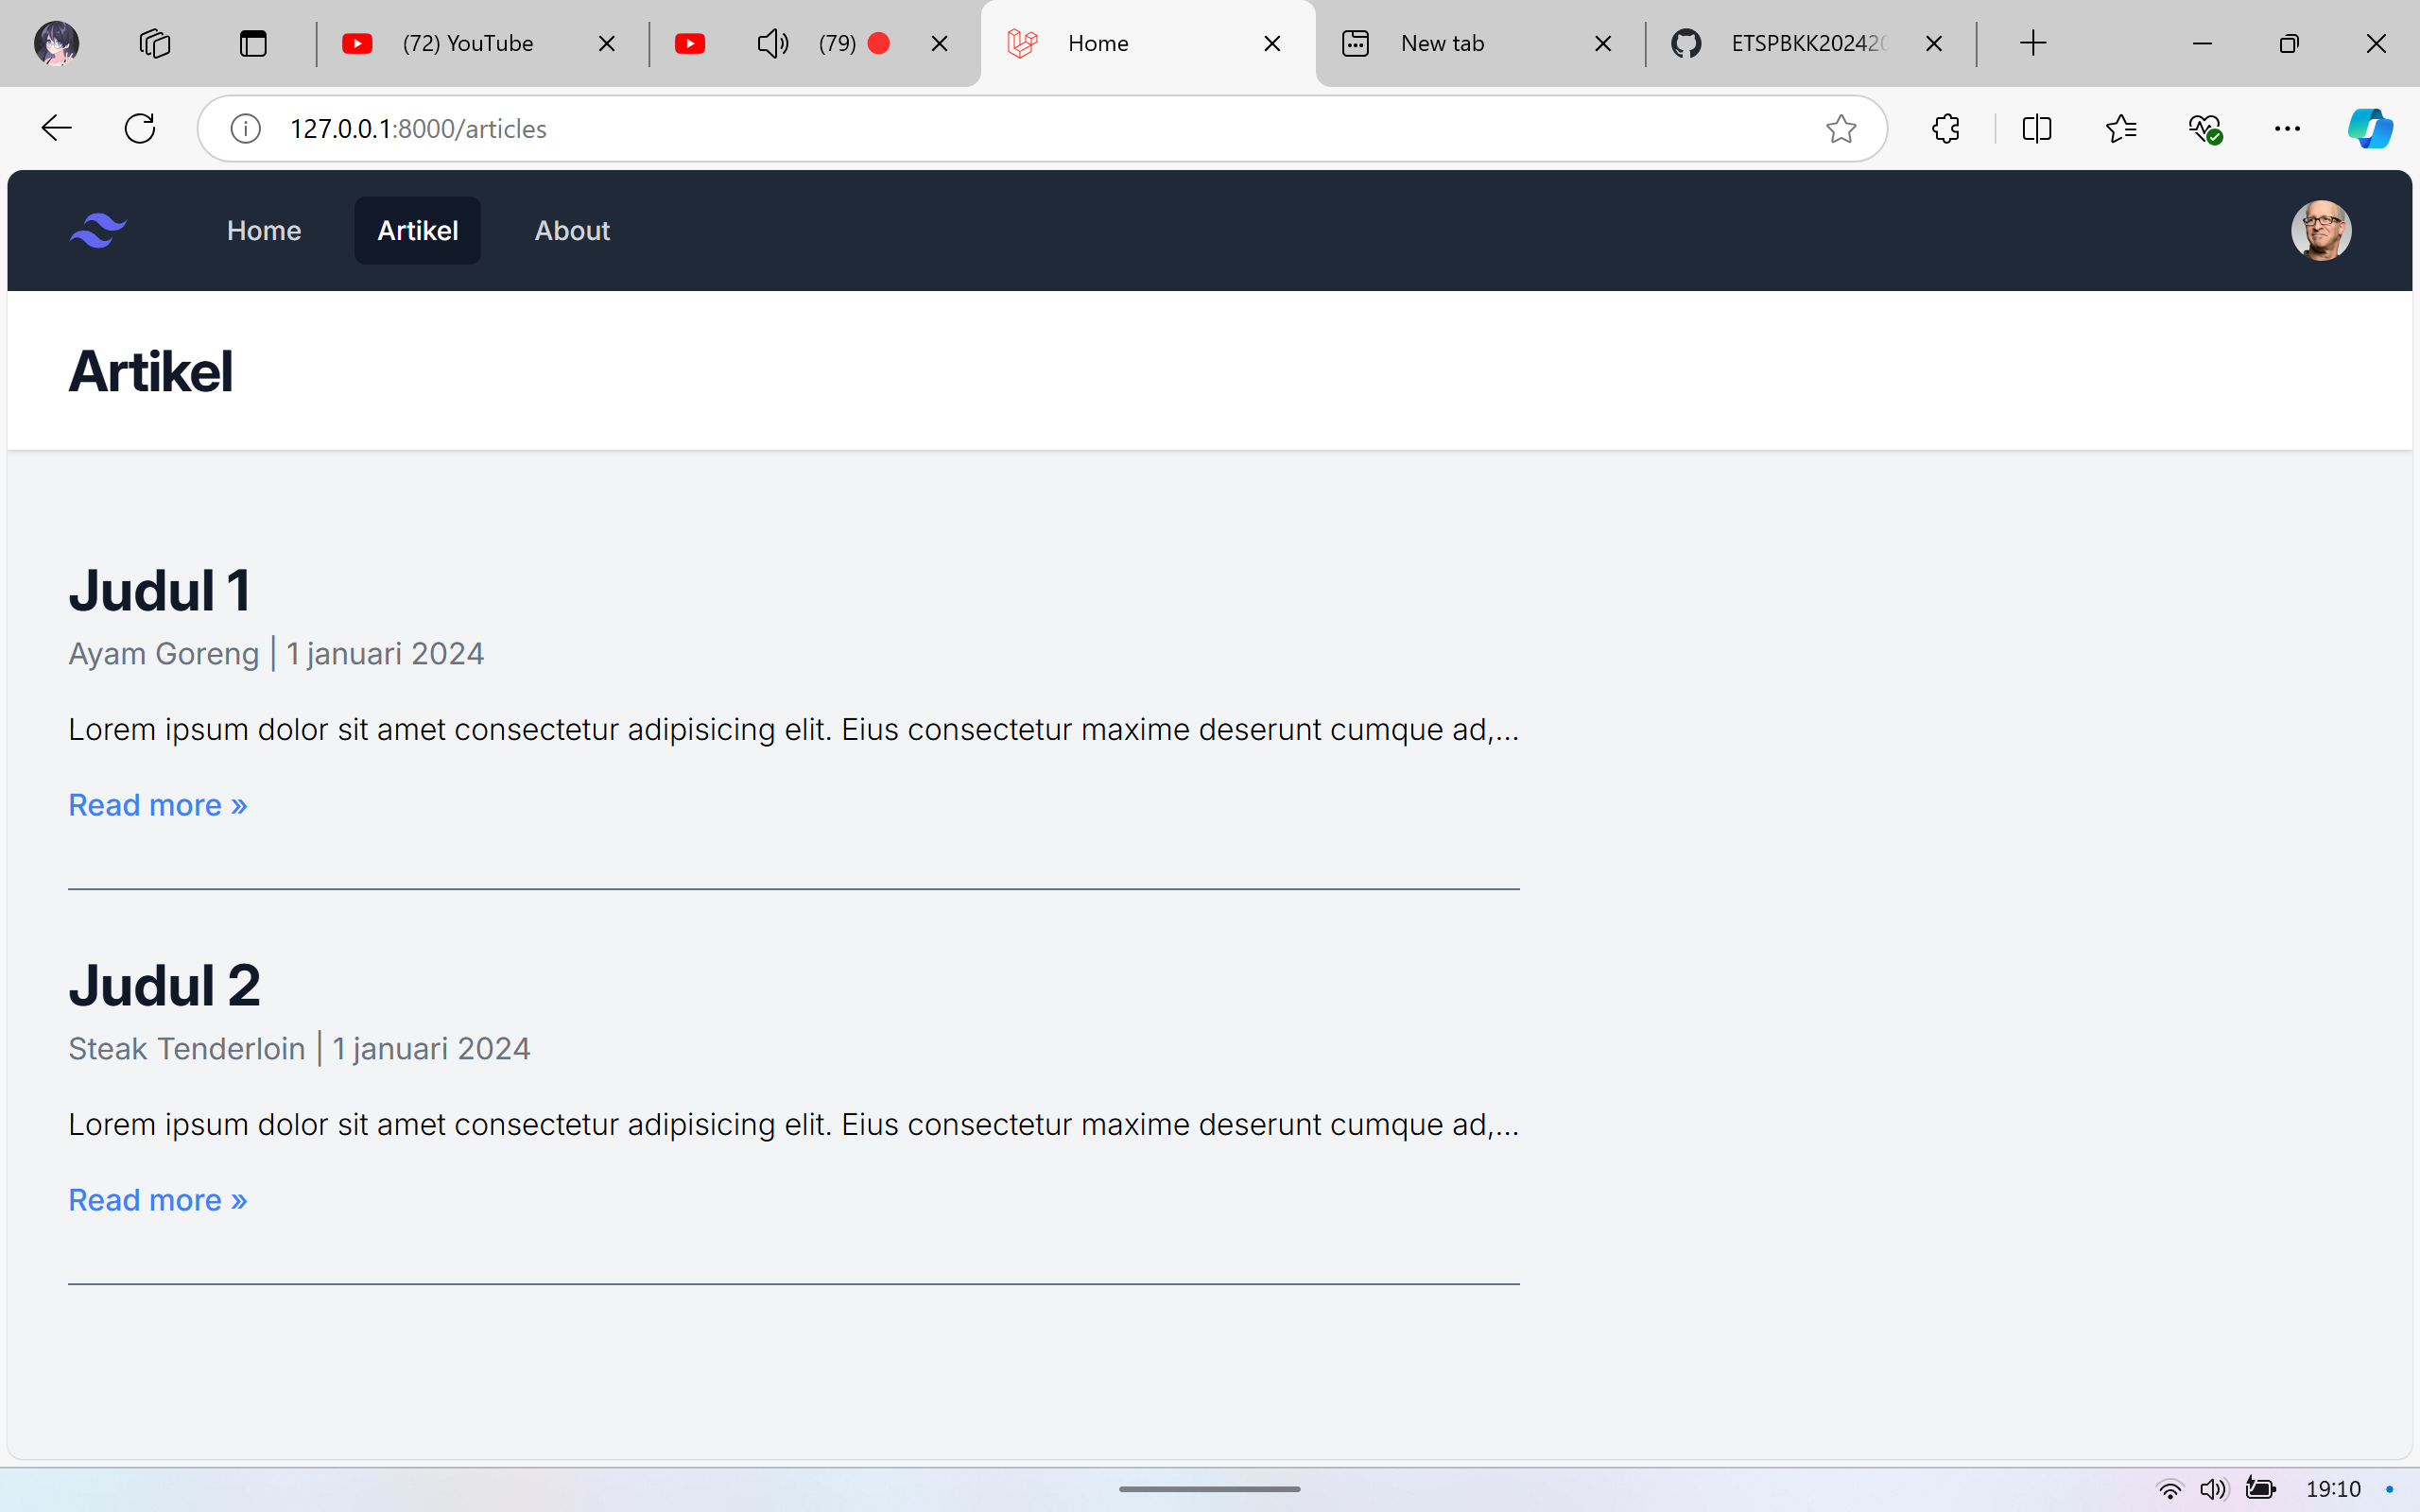 (72) YouTube
(79)
Home
New tab
ETSPBKK20242
127.0.0.1:8000/articles
Home
Artikel
About
Artikel
Judul 1
Ayam Goreng | 1 januari 2024
Lorem ipsum dolor sit amet consectetur adipisicing elit. Eius consectetur maxime deserunt cumque ad,...
Read more »
Judul 2
Steak Tenderloin | 1 januari 2024
Lorem ipsum dolor sit amet consectetur adipisicing elit. Eius consectetur maxime deserunt cumque ad,...
Read more »
19:10